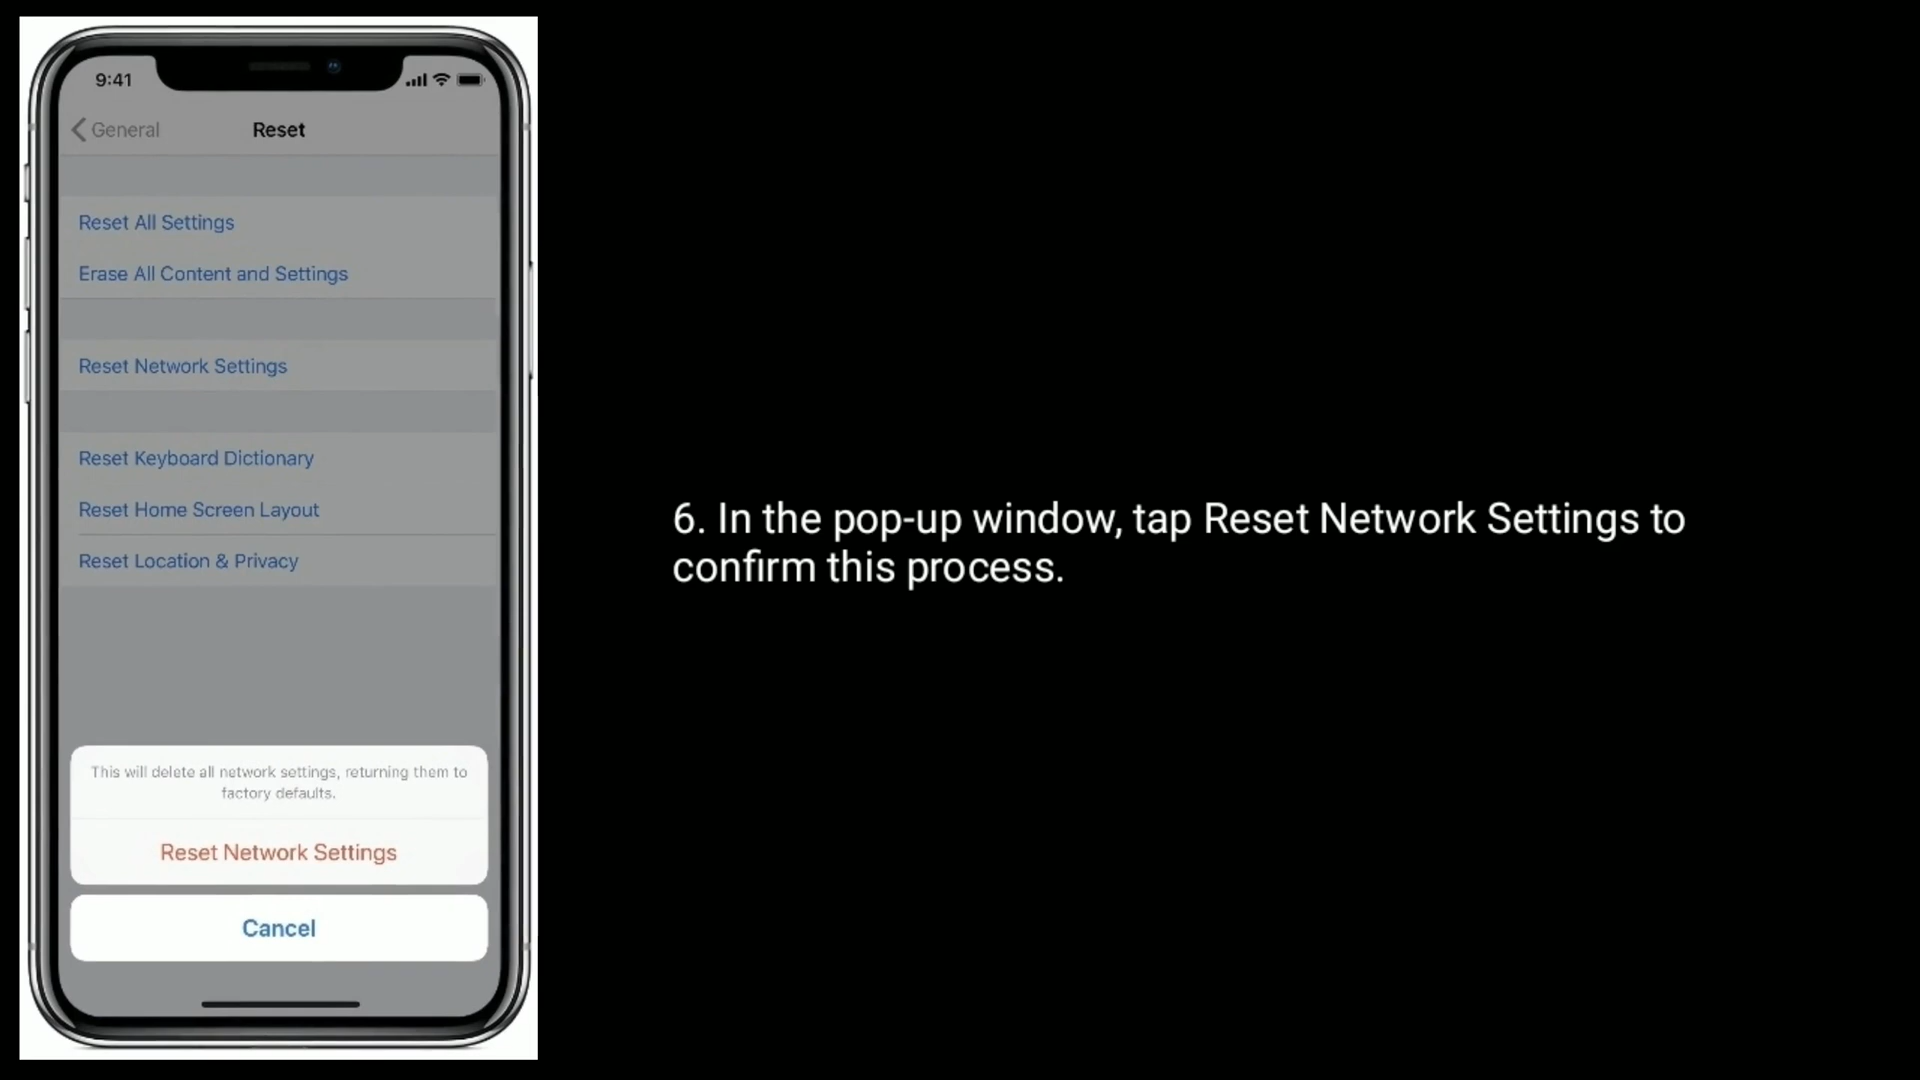 9:41
General
Reset
Reset All Settings
Erase All Content and Settings
Reset Network Settings
Reset Keyboard Dictionary
Reset Home Screen Layout
Reset Location & Privacy
This will delete all network settings, returning them to
factory defaults.
Reset Network Settings
Cancel
6. In the pop-up window, tap Reset Network Settings to
confirm this process.